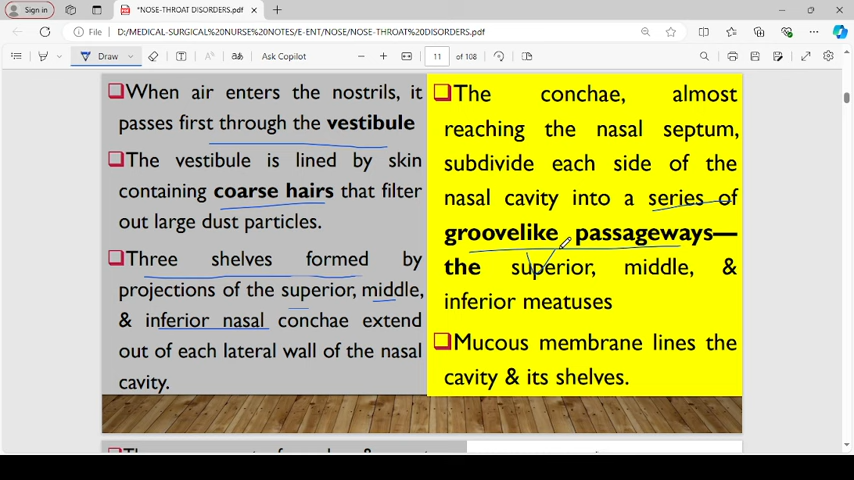 Sign in
*NOSE-THROAT DISORDERS.pdf
File
D:/MEDICAL-SURGICAL%20NURSE%20NOTES/E-ENT/NOSE/NOSE-THROAT%20DISORDERS.pdf
Draw
Ask Copilot
11 of 108
When air enters the nostrils, it
passes first through the vestibule
The vestibule is lined by skin
containing coarse hairs that filter
out large dust particles.
Three shelves formed by
projections of the superior, middle,
& inferior nasal conchae extend
out of each lateral wall of the nasal
cavity.
The conchae, almost
reaching the nasal septum,
subdivide each side of the
nasal cavity into a series of
groovelike passageways—
the superior, middle, &
inferior meatuses
Mucous membrane lines the
cavity & its shelves.